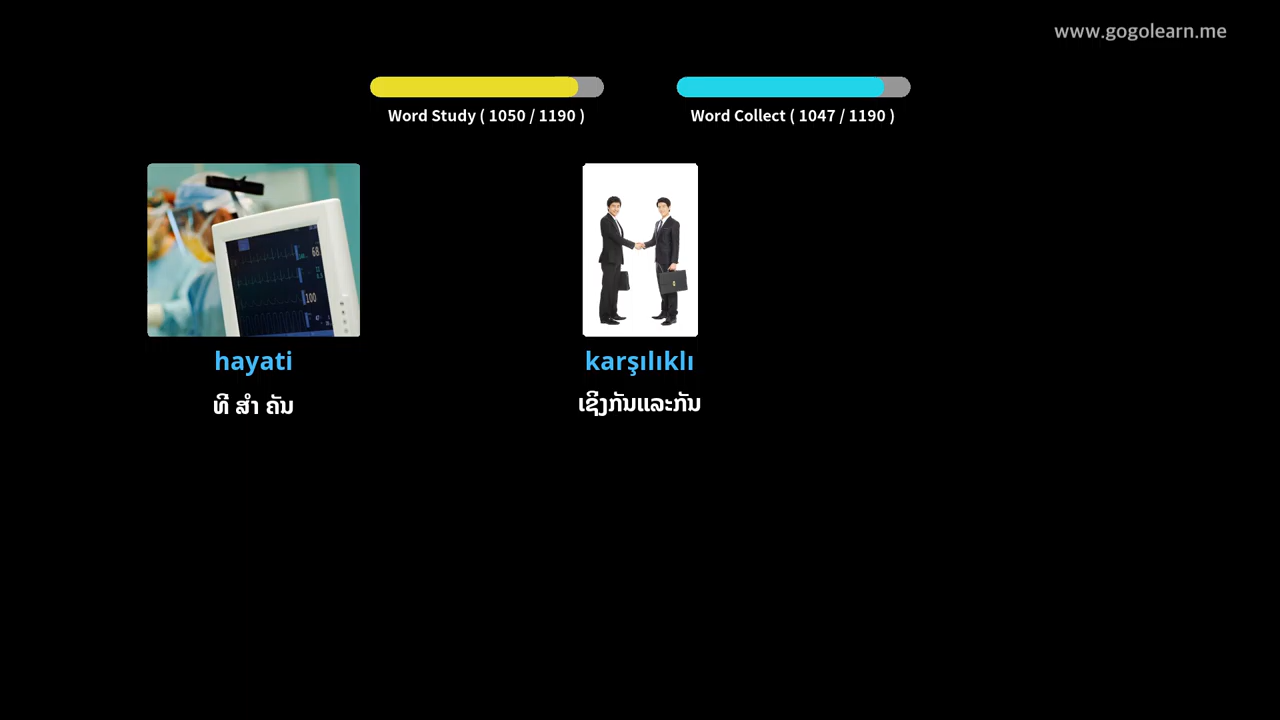 www.gogolearn.me
Word Study ( 1050 / 1190 )
Word Collect ( 1047 / 1190 )
hayati
ທີ ສຳ ຄັນ
karşılıklı
ເຊິງກັນແລະກັນ